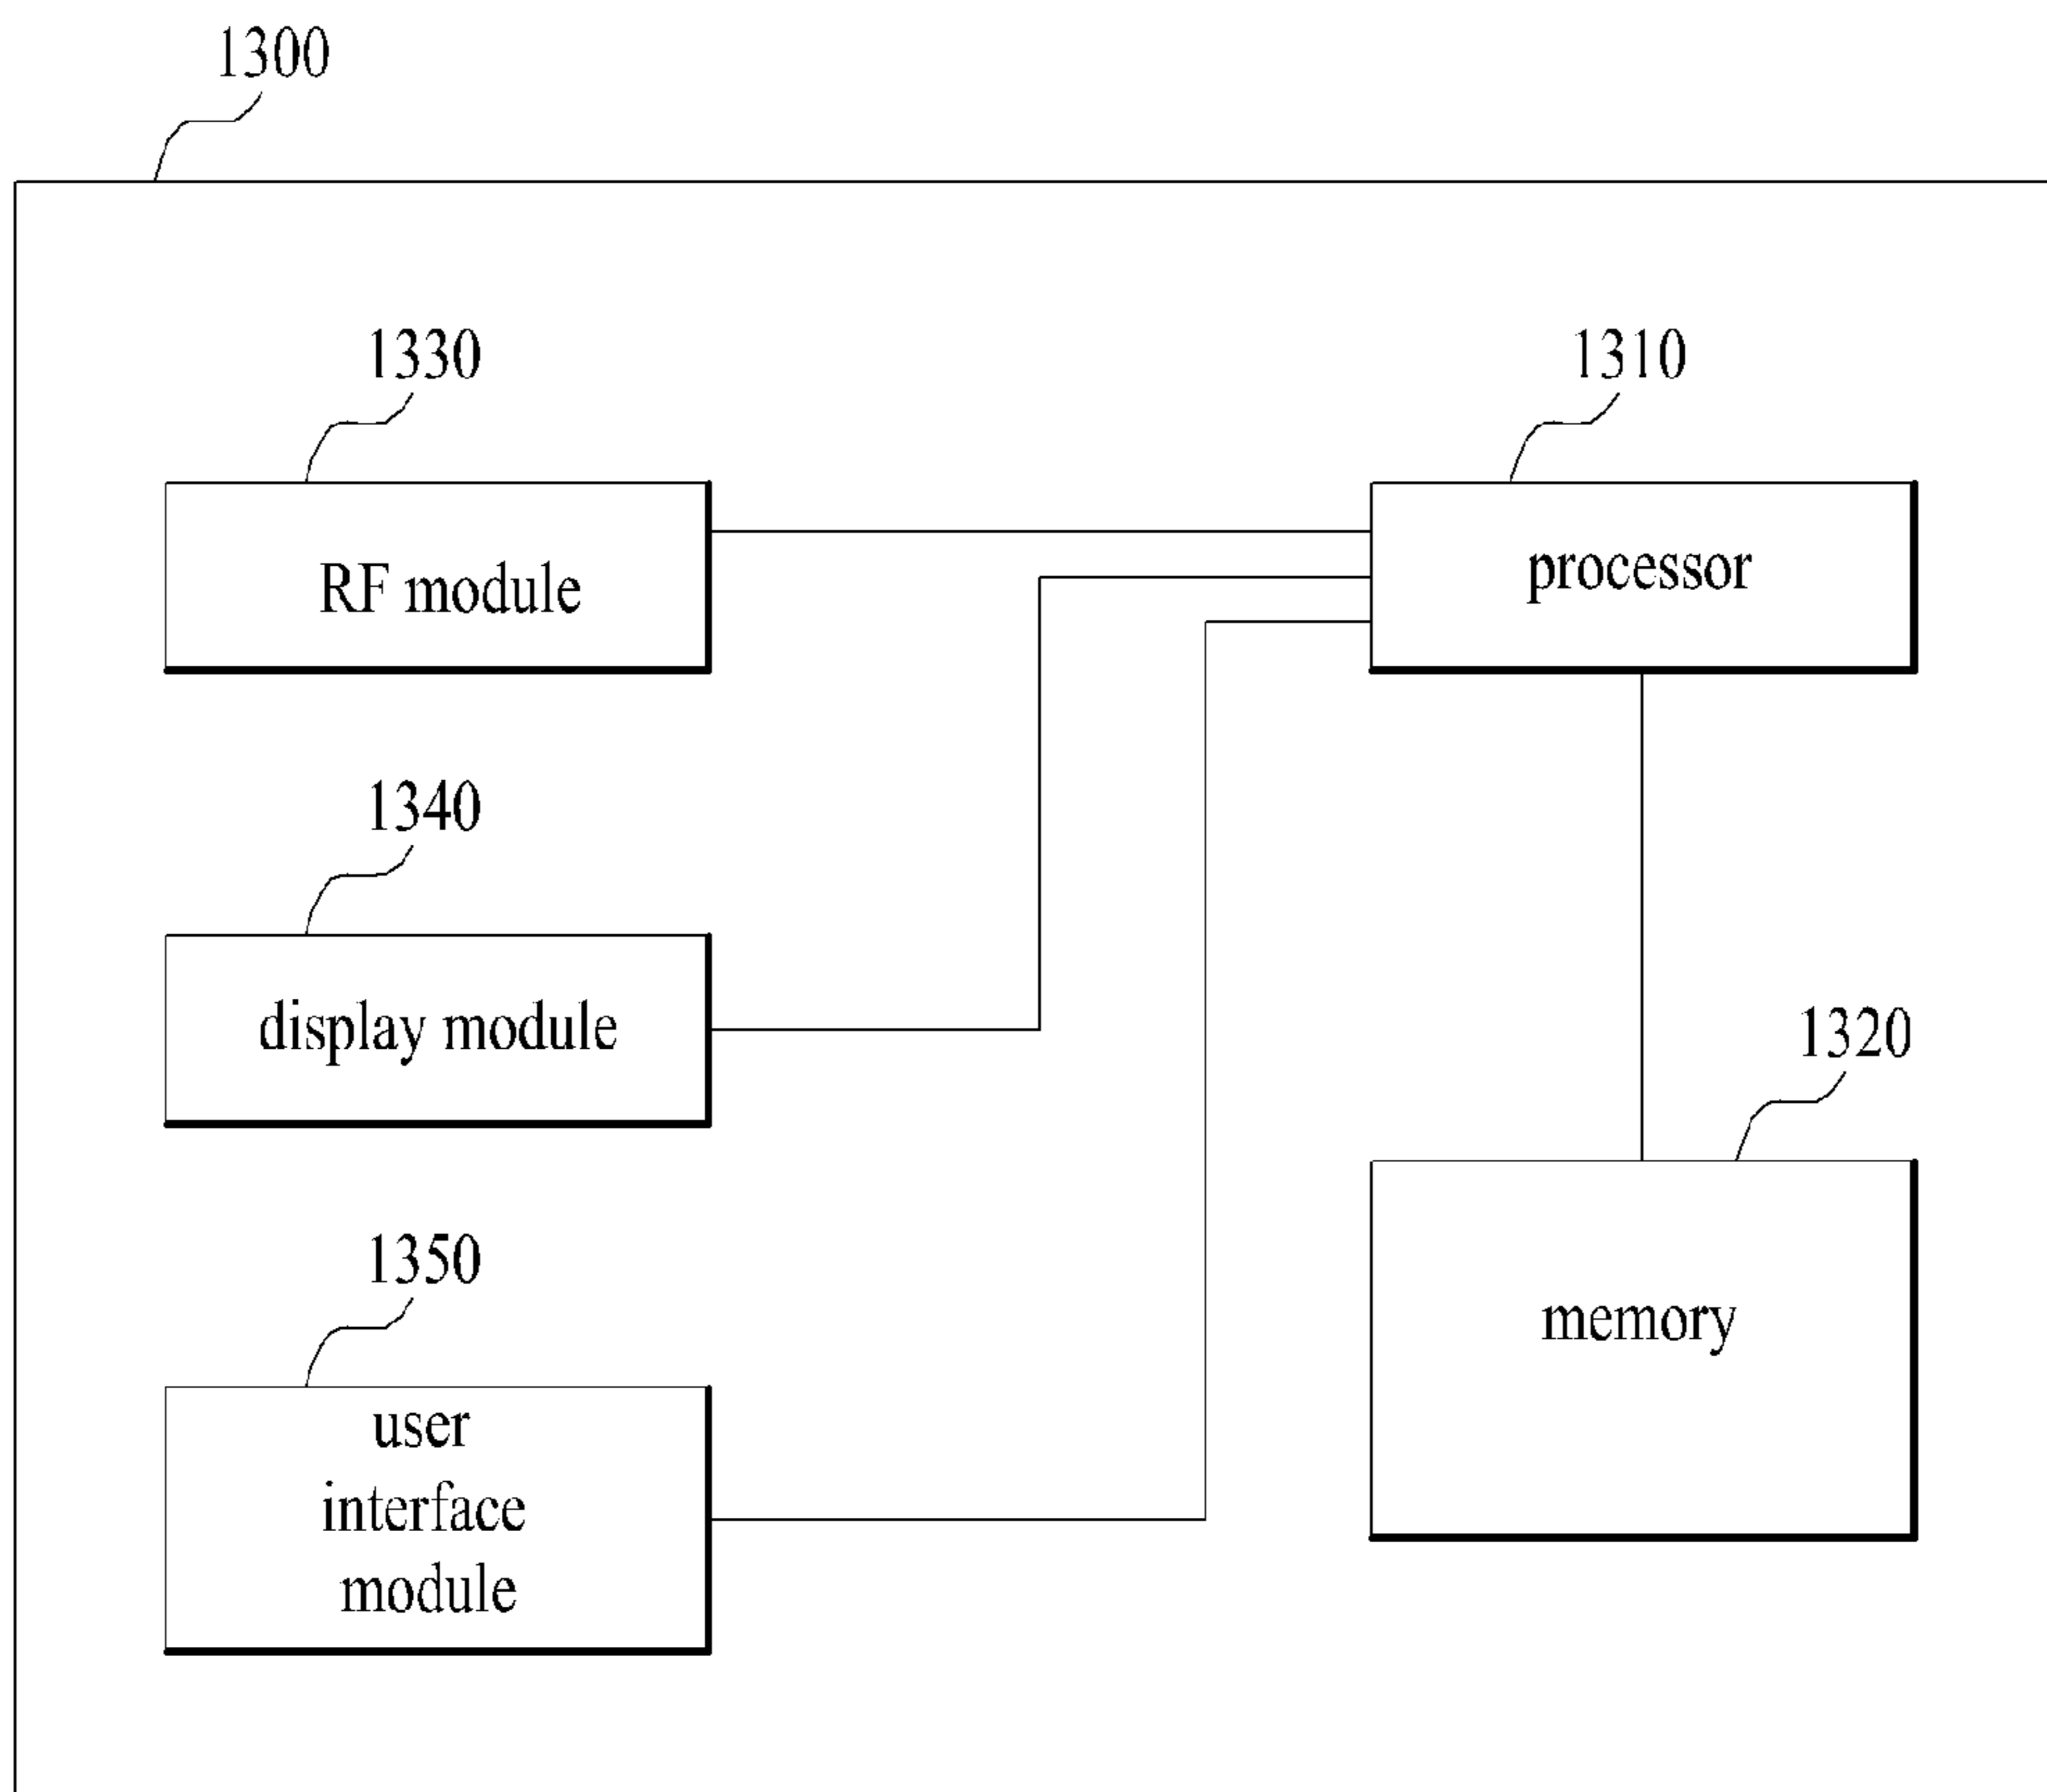 1300
1330
1310
RF module
processor
1340
display module
1320
1350
memory
user
interface
module